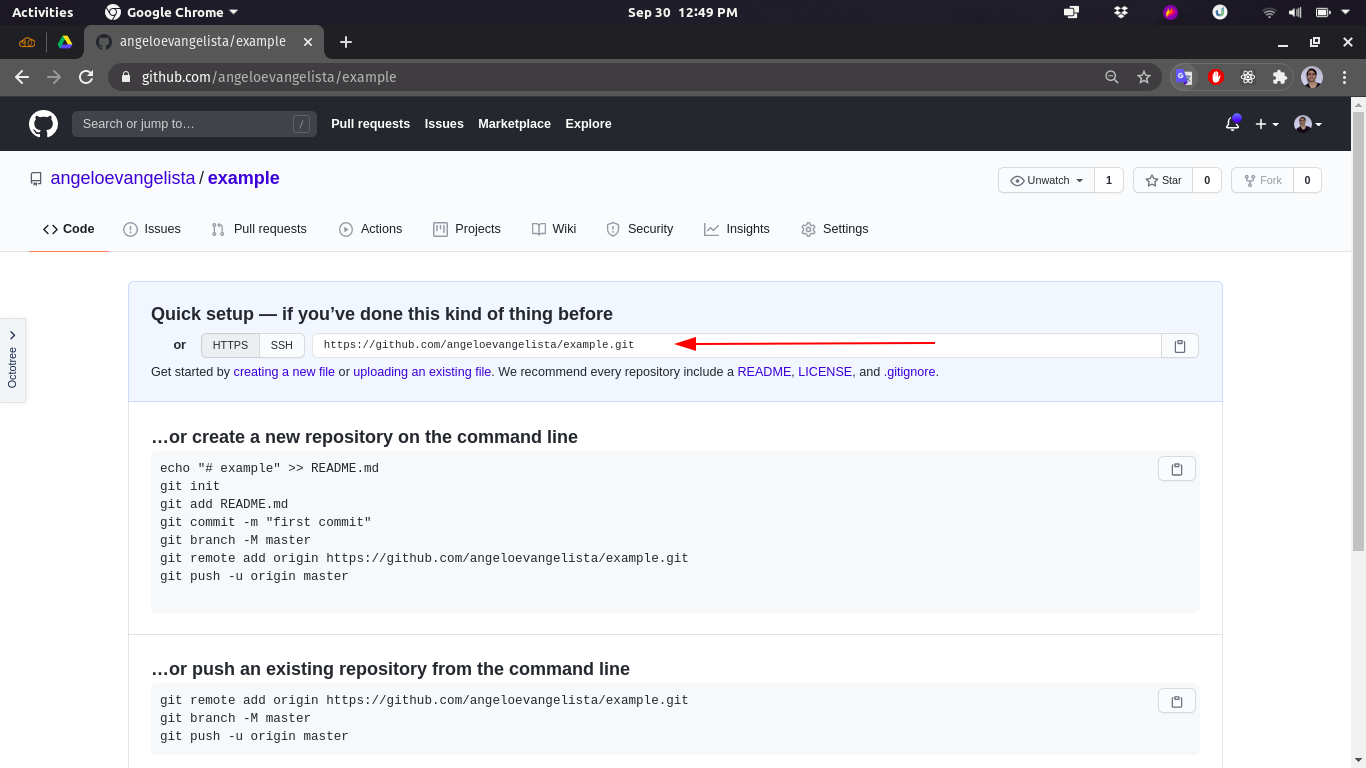 Activities Google Chrome Sep 30 12:49 PM
angeloevangelista/example
github.com/angeloevangelista/example
Search or jump to… / Pull requests Issues Marketplace Explore
angeloevangelista / example Unwatch 1 Star 0 Fork 0
Code Issues Pull requests Actions Projects Wiki Security Insights Settings
Octotree
Quick setup — if you’ve done this kind of thing before
or HTTPS SSH https://github.com/angeloevangelista/example.git
Get started by creating a new file or uploading an existing file. We recommend every repository include a README, LICENSE, and .gitignore.
…or create a new repository on the command line
echo "# example" >> README.md
git init
git add README.md
git commit -m "first commit"
git branch -M master
git remote add origin https://github.com/angeloevangelista/example.git
git push -u origin master
…or push an existing repository from the command line
git remote add origin https://github.com/angeloevangelista/example.git
git branch -M master
git push -u origin master